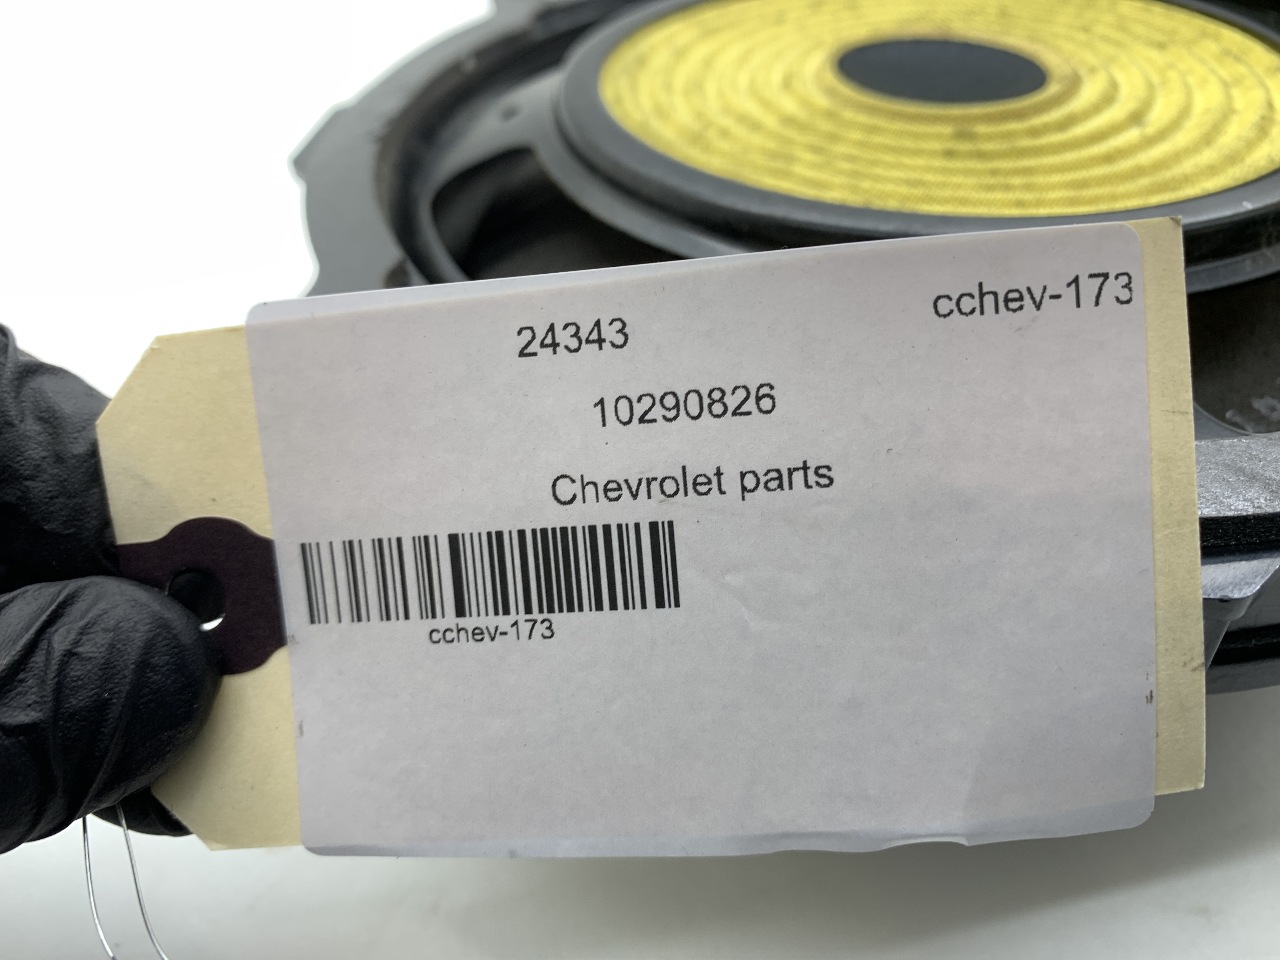 cchev-173
24343
10290826
Chevrolet parts
cchev-173